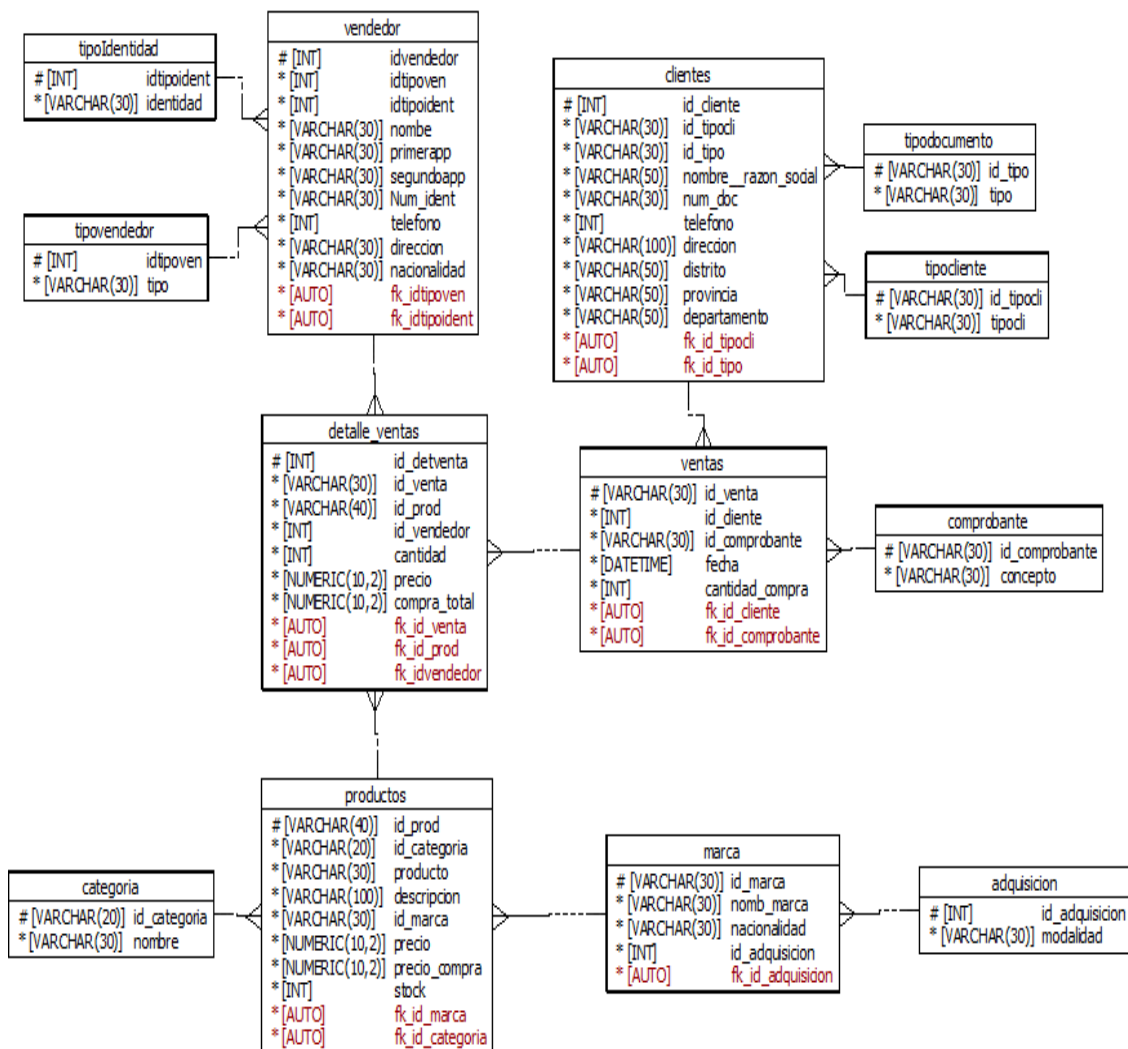 tipoIdentidad
# [INT] idtipoident
* [VARCHAR(30)] identidad
vendedor
# [INT] idvendedor
* [INT] idtipoven
* [INT] idtipoident
* [VARCHAR(30)] nombe
* [VARCHAR(30)] primerapp
* [VARCHAR(30)] segundoapp
* [VARCHAR(30)] Num_ident
* [INT] telefono
* [VARCHAR(30)] direccion
* [VARCHAR(30)] nacionalidad
* [AUTO] fk_idtipoven
* [AUTO] fk_idtipoident
tipovendedor
# [INT] idtipoven
* [VARCHAR(30)] tipo
clientes
# [INT] id_cliente
* [VARCHAR(30)] id_tipocli
* [VARCHAR(30)] id_tipo
* [VARCHAR(50)] nombre__razon_social
* [VARCHAR(30)] num_doc
* [INT] telefono
* [VARCHAR(100)] direccion
* [VARCHAR(50)] distrito
* [VARCHAR(50)] provincia
* [VARCHAR(50)] departamento
* [AUTO] fk_id_tipocli
* [AUTO] fk_id_tipo
tipodocumento
# [VARCHAR(30)] id_tipo
* [VARCHAR(30)] tipo
tipocliente
# [VARCHAR(30)] id_tipocli
* [VARCHAR(30)] tipocli
detalle_ventas
# [INT] id_detventa
* [VARCHAR(30)] id_venta
* [VARCHAR(40)] id_prod
* [INT] id_vendedor
* [INT] cantidad
* [NUMERIC(10,2)] precio
* [NUMERIC(10,2)] compra_total
* [AUTO] fk_id_venta
* [AUTO] fk_id_prod
* [AUTO] fk_idvendedor
ventas
# [VARCHAR(30)] id_venta
* [INT] id_cliente
* [VARCHAR(30)] id_comprobante
* [DATETIME] fecha
* [INT] cantidad_compra
* [AUTO] fk_id_cliente
* [AUTO] fk_id_comprobante
comprobante
# [VARCHAR(30)] id_comprobante
* [VARCHAR(30)] concepto
productos
# [VARCHAR(40)] id_prod
* [VARCHAR(20)] id_categoria
* [VARCHAR(30)] producto
* [VARCHAR(100)] descripcion
* [VARCHAR(30)] id_marca
* [NUMERIC(10,2)] precio
* [NUMERIC(10,2)] precio_compra
* [INT] stock
* [AUTO] fk_id_marca
* [AUTO] fk_id_categoria
categoria
# [VARCHAR(20)] id_categoria
* [VARCHAR(30)] nombre
marca
# [VARCHAR(30)] id_marca
* [VARCHAR(30)] nomb_marca
* [VARCHAR(30)] nacionalidad
* [INT] id_adquisicion
* [AUTO] fk_id_adquisicion
adquisicion
# [INT] id_adquisicion
* [VARCHAR(30)] modalidad